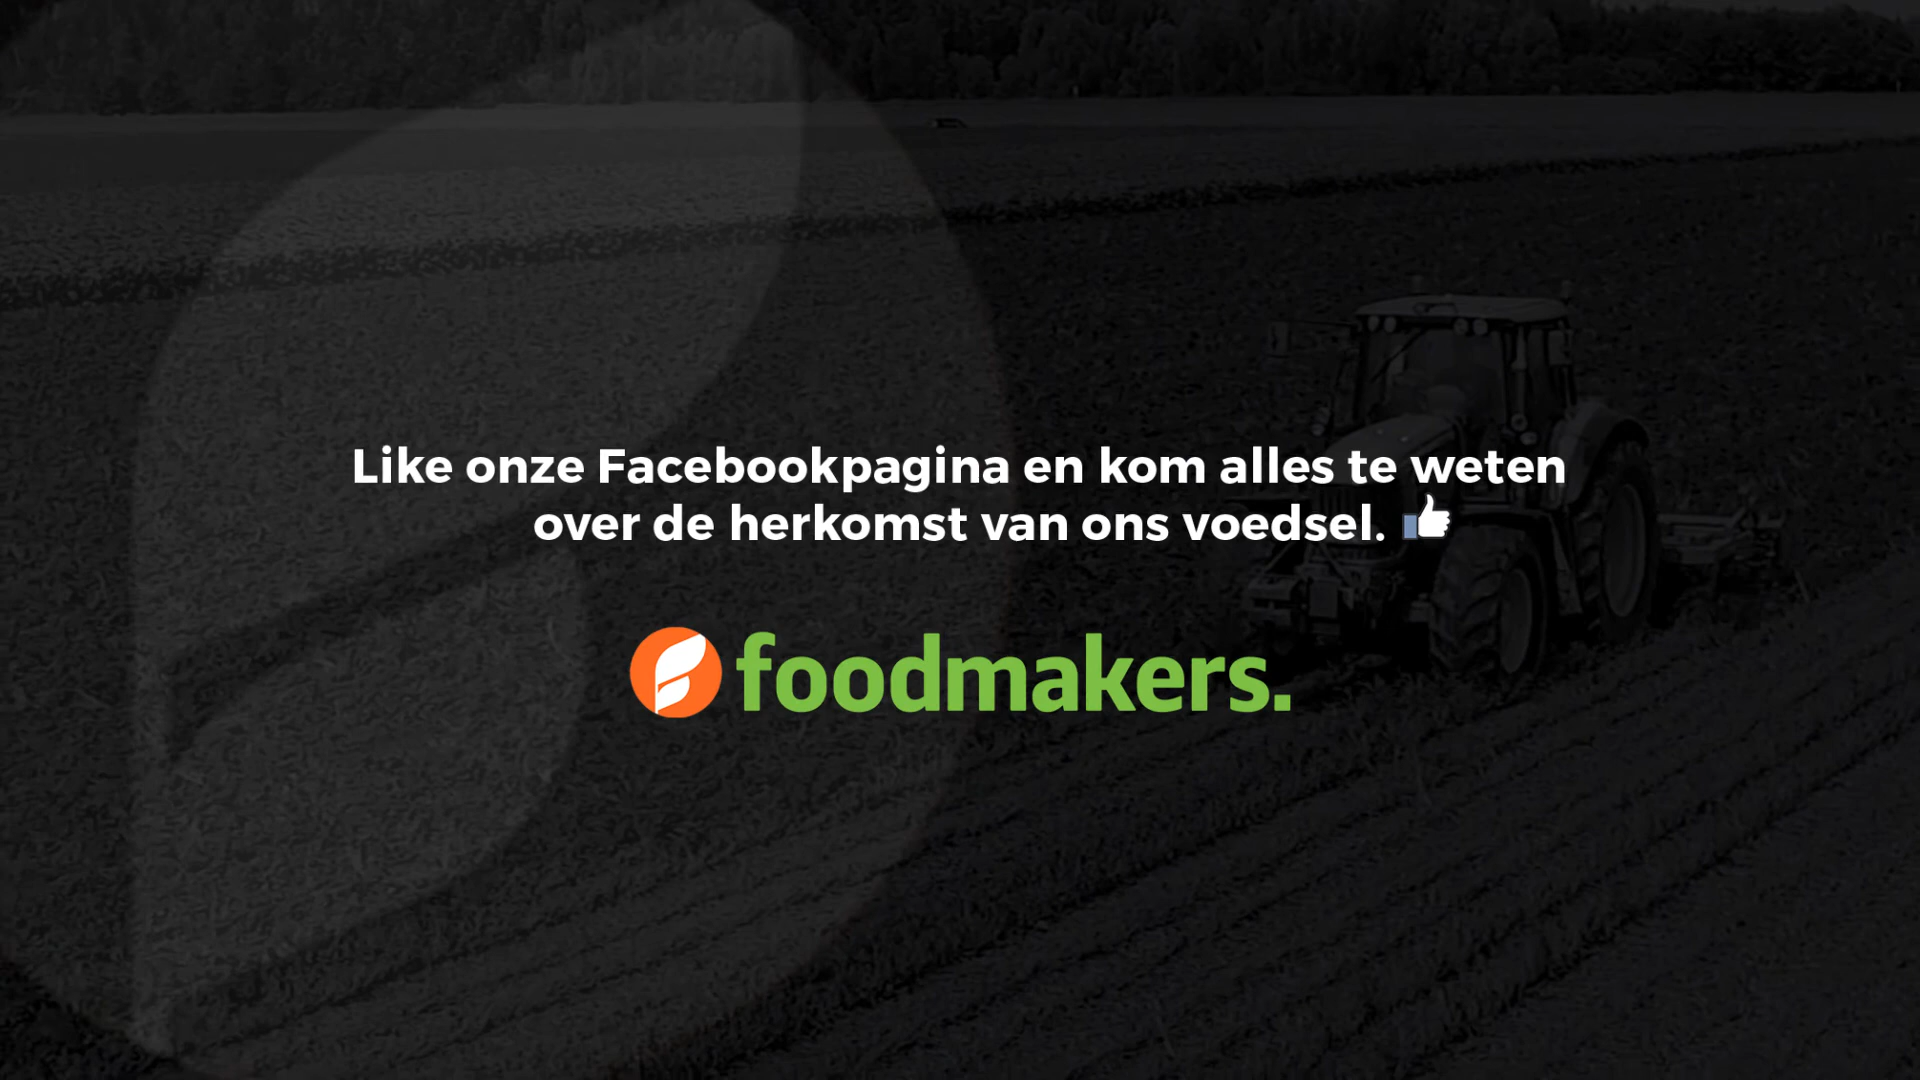 Like onze Facebookpagina en kom alles te weten
over de herkomst van ons voedsel.
foodmakers.